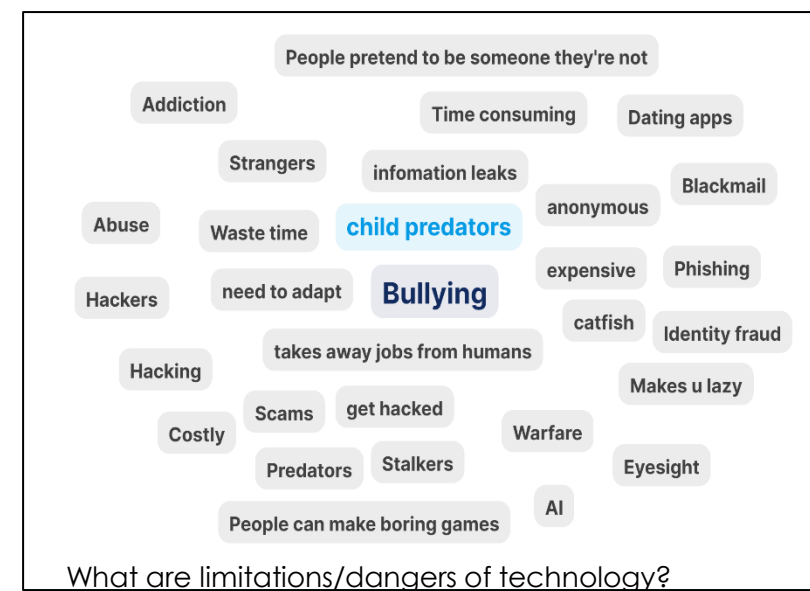 People pretend to be someone they're not
Addiction
Time consuming
Dating apps
Strangers
infomation leaks
Blackmail
anonymous
Abuse
Waste time
child predators
expensive
Phishing
Hackers
need to adapt
Bullying
catfish
Identity fraud
takes away jobs from humans
Hacking
Makes u lazy
Scams
get hacked
Costly
Warfare
Predators
Stalkers
Eyesight
AI
People can make boring games
What are limitations/dangers of technology?